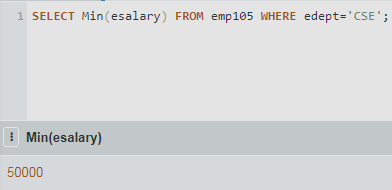 1 SELECT Min(esalary) FROM emp105 WHERE edept='CSE';
Min(esalary)
50000